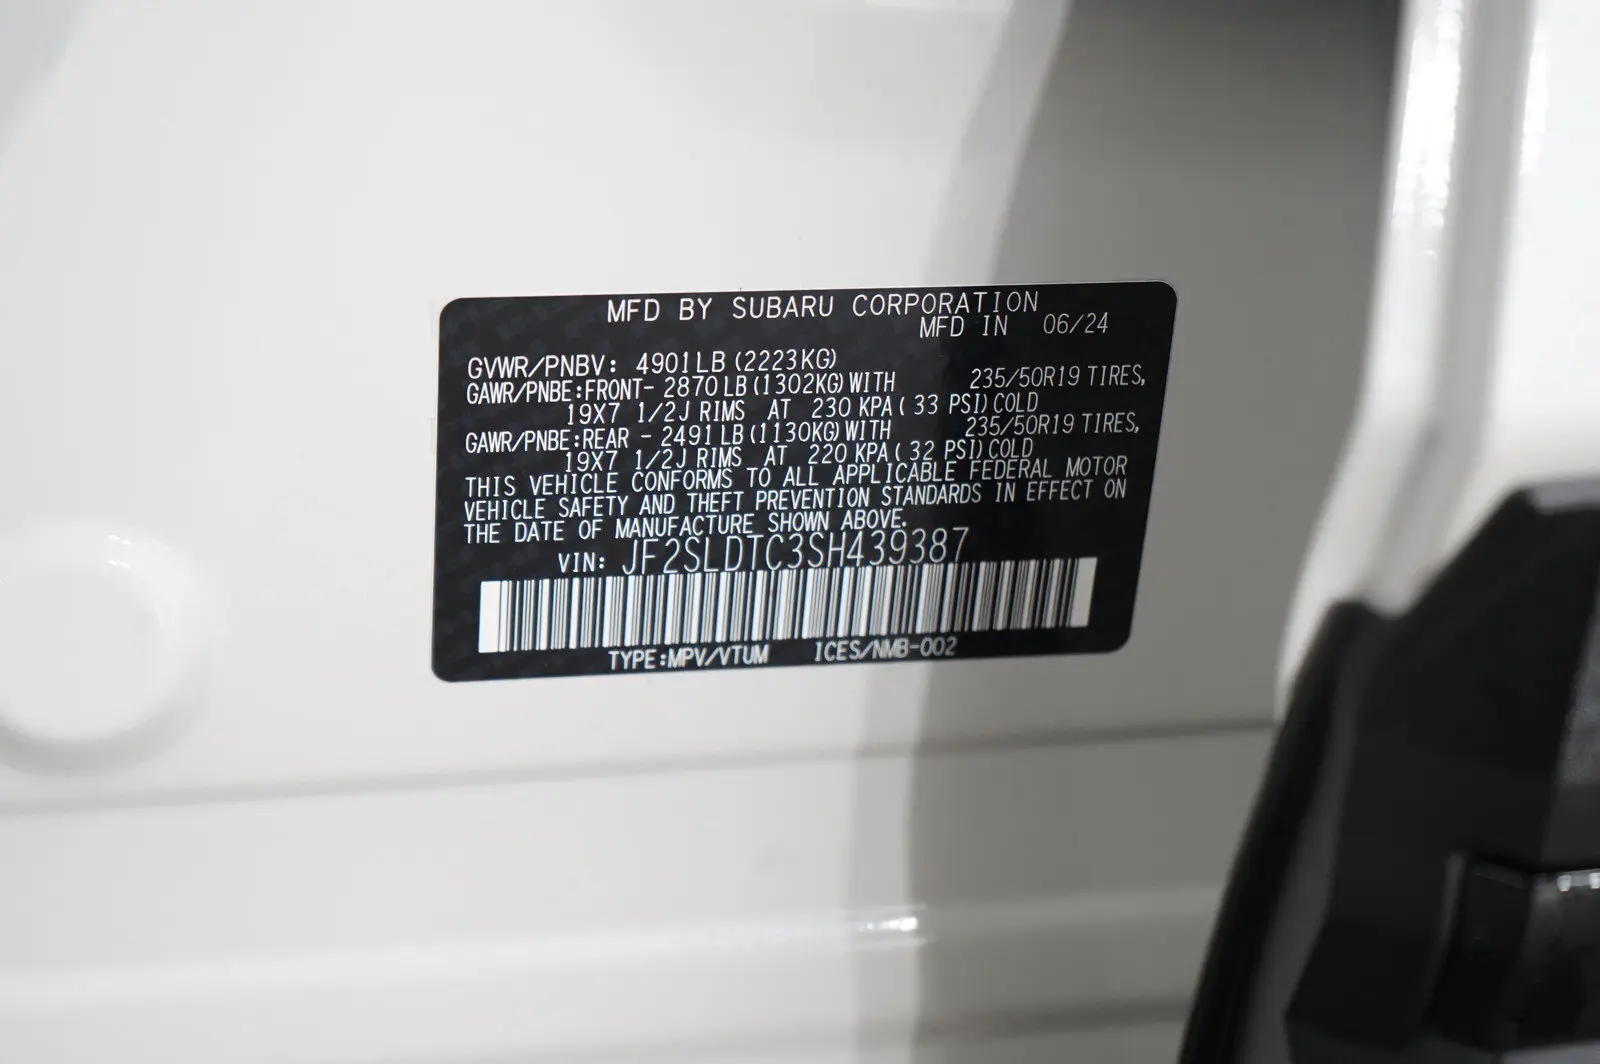 MFD BY SUBARU CORPORATION
MFD IN 06/24
GVWR/PNBV: 4901LB (2223KG)
GAWR/PNBE:FRONT- 2870LB (1302KG) WITH 235/50R19 TIRES,
19X7 1/2J RIMS AT 230 KPA ( 33 PSI) COLD
GAWR/PNBE:REAR - 2491LB (1130KG) WITH 235/50R19 TIRES,
19X7 1/2J RIMS AT 220 KPA ( 32 PSI) COLD
THIS VEHICLE CONFORMS TO ALL APPLICABLE FEDERAL MOTOR
VEHICLE SAFETY AND THEFT PREVENTION STANDARDS IN EFFECT ON
THE DATE OF MANUFACTURE SHOWN ABOVE.
VIN: JF2SLDTC3SH439387
TYPE:MPV/VTUM ICES/NMB-002